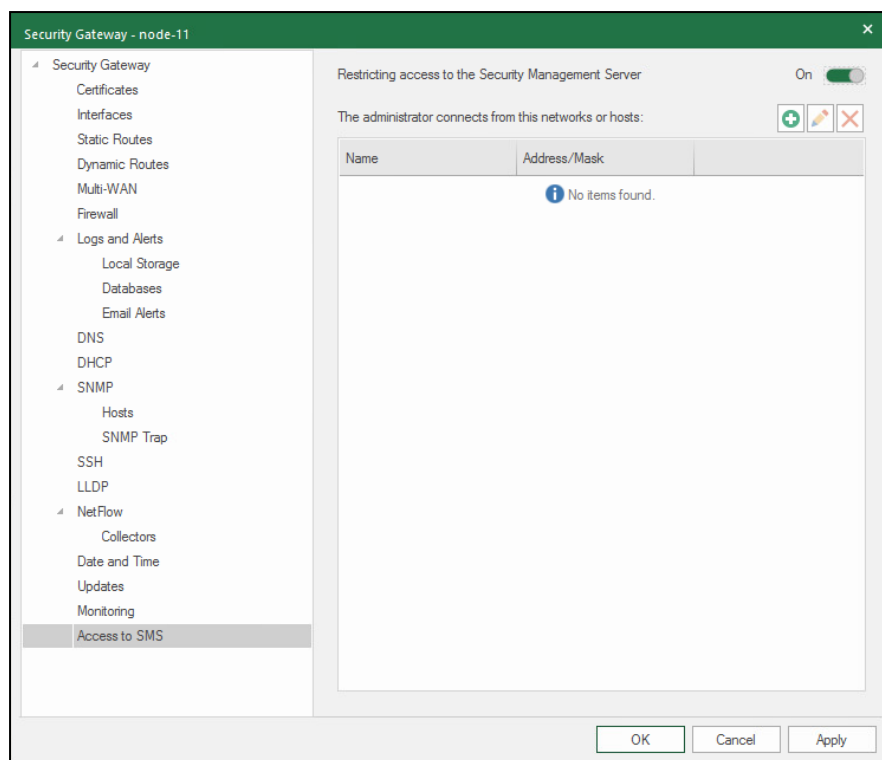 Security Gateway - node-11
Security Gateway
Certificates
Interfaces
Static Routes
Dynamic Routes
Multi-WAN
Firewall
Logs and Alerts
Local Storage
Databases
Email Alerts
DNS
DHCP
SNMP
Hosts
SNMP Trap
SSH
LLDP
NetFlow
Collectors
Date and Time
Updates
Monitoring
Access to SMS
Restricting access to the Security Management Server On
The administrator connects from this networks or hosts:
Name Address/Mask
No items found.
OK Cancel Apply